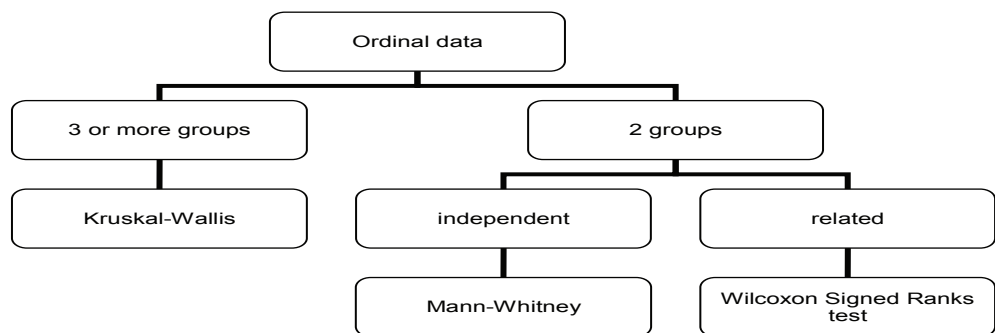 Ordinal data
3 or more groups
2 groups
Kruskal-Wallis
independent
related
Mann-Whitney
Wilcoxon Signed Ranks
test